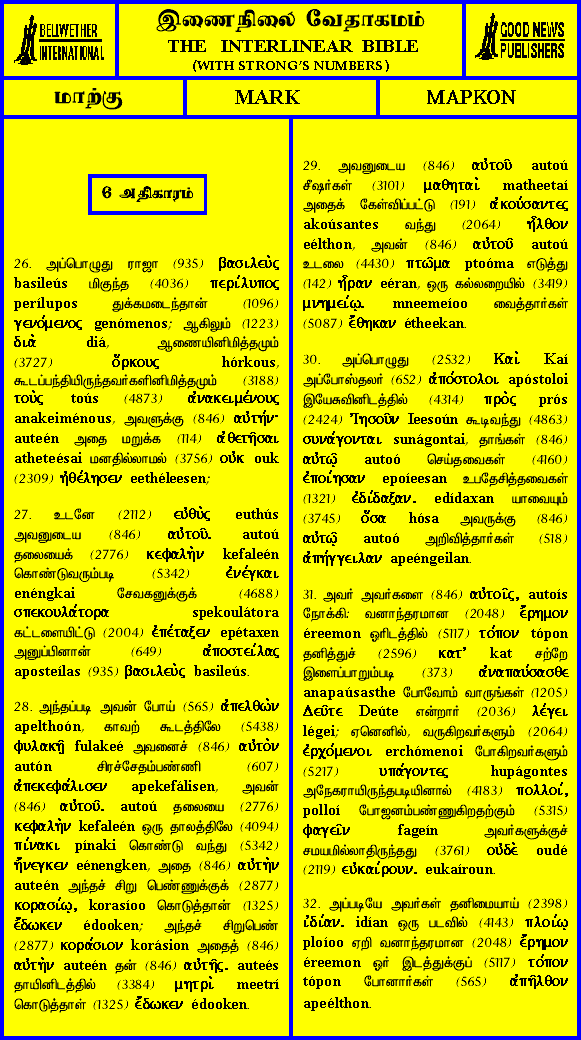 BELLWETHER
INTERNATIONAL
இணைநிலை வேதாகமம்
THE INTERLINEAR BIBLE
(WITH STRONG'S NUMBERS)
GOOD NEWS
PUBLISHERS
மாற்கு
MARK
ΜΑΡΚΟΝ
6 அதிகாரம்
26. அப்பொழுது ராஜா (935) βασιλεὺς
basileús மிகுந்த (4036) περίλυπος
perílupos துக்கமடைந்தான் (1096)
γενόμενος genómenos; ஆகிலும் (1223)
διὰ diá, ஆணையினிமித்தமும்
(3727) ὅρκους hórkous,
கூடப்பந்தியிருந்தவர்களினிமித்தமும் (3188)
τοὺς toús (4873) ἀνακειμένους
anakeiménous, அவளுக்கு (846) αὐτήν·
auteén அதை மறுக்க (114) ἀθετῆσαι
atheteésai மனதில்லாமல் (3756) οὐκ ouk
(2309) ἠθέλησεν eethéleesen;
27. உடனே (2112) εὐθὺς euthús
அவனுடைய (846) αὐτοῦ. autoú
தலையைக் (2776) κεφαλὴν kefaleén
கொண்டுவரும்படி (5342) ἐνέγκαι
enéngkai சேவகனுக்குக் (4688)
σπεκουλάτορα spekoulátora
கட்டளையிட்டு (2004) ἐπέταξεν epétaxen
அனுப்பினான் (649) ἀποστείλας
aposteílas (935) βασιλεὺς basileús.
28. அந்தப்படி அவன் போய் (565) ἀπελθὼν
apelthoón, காவற் கூடத்திலே (5438)
φυλακῇ fulakeé அவனைச் (846) αὐτὸν
autón சிரச்சேதம்பண்ணி (607)
ἀπεκεφάλισεν apekefálisen, அவன்
(846) αὐτοῦ. autoú தலையை (2776)
κεφαλὴν kefaleén ஒரு தாலத்திலே (4094)
πίνακι pínaki கொண்டு வந்து (5342)
ἤνεγκεν eénengken, அதை (846) αὐτὴν
auteén அந்தச் சிறு பெண்ணுக்குக் (2877)
κορασίῳ, korasíoo கொடுத்தான் (1325)
ἔδωκεν édooken; அந்தச் சிறுபெண்
(2877) κοράσιον korásion அதைத் (846)
αὐτὴν auteén தன் (846) αὐτῆς. auteés
தாயினிடத்தில் (3384) μητρὶ meetrí
கொடுத்தாள் (1325) ἔδωκεν édooken.
29. அவனுடைய (846) αὐτοῦ autoú
சீஷர்கள் (3101) μαθηταὶ matheetaí
அதைக் கேள்விப்பட்டு (191) ἀκούσαντες
akoúsantes வந்து (2064) ἦλθον
eélthon, அவன் (846) αὐτοῦ autoú
உடலை (4430) πτῶμα ptoóma எடுத்து
(142) ἦραν eéran, ஒரு கல்லறையில் (3419)
μνημείῳ. mneemeíoo வைத்தார்கள்
(5087) ἔθηκαν étheekan.
30. அப்பொழுது (2532) Καὶ Kaí
அப்போஸ்தலர் (652) ἀπόστολοι apóstoloi
இயேசுவினிடத்தில் (4314) πρὸς prós
(2424) Ἰησοῦν Ieesoún கூடிவந்து (4863)
συνάγονται sunágontai, தாங்கள் (846)
αὐτῷ autoó செய்தவைகள் (4160)
ἐποίησαν epoíeesan உபதேசித்தவைகள்
(1321) ἐδίδαξαν. edídaxan யாவையும்
(3745) ὅσα hósa அவருக்கு (846)
αὐτῷ autoó அறிவித்தார்கள் (518)
ἀπήγγειλαν apeéngeilan.
31. அவர் அவர்களை (846) αὐτοῖς, autoís
நோக்கி: வனாந்தரமான (2048) ἔρημον
éreemon ஓரிடத்தில் (5117) τόπον tópon
தனித்துச் (2596) κατ' kat சற்றே
இளைப்பாறும்படி (373) ἀναπαύσασθε
anapaúsasthe போவோம் வாருங்கள் (1205)
Δεῦτε Deúte என்றார் (2036) λέγει
légei; ஏனெனில், வருகிறவர்களும் (2064)
ἐρχόμενοι erchómenoi போகிறவர்களும்
(5217) υπάγοντες hupágontes
அநேகராயிருந்தபடியினால் (4183) πολλοί,
polloí போஜனம்பண்ணுகிறதற்கும் (5315)
φαγεῖν fageín அவர்களுக்குச்
சமயமில்லாதிருந்தது (3761) οὐδὲ oudé
(2119) εὐκαίρουν. eukaíroun.
32. அப்படியே அவர்கள் தனிமையாய் (2398)
ἰδίαν. idían ஒரு படவில் (4143) πλοίῳ
ploíoo ஏறி வனாந்தரமான (2048) ἔρημον
éreemon ஓர் இடத்துக்குப் (5117) τόπον
tópon போனார்கள் (565) ἀπῆλθον
apeélthon.